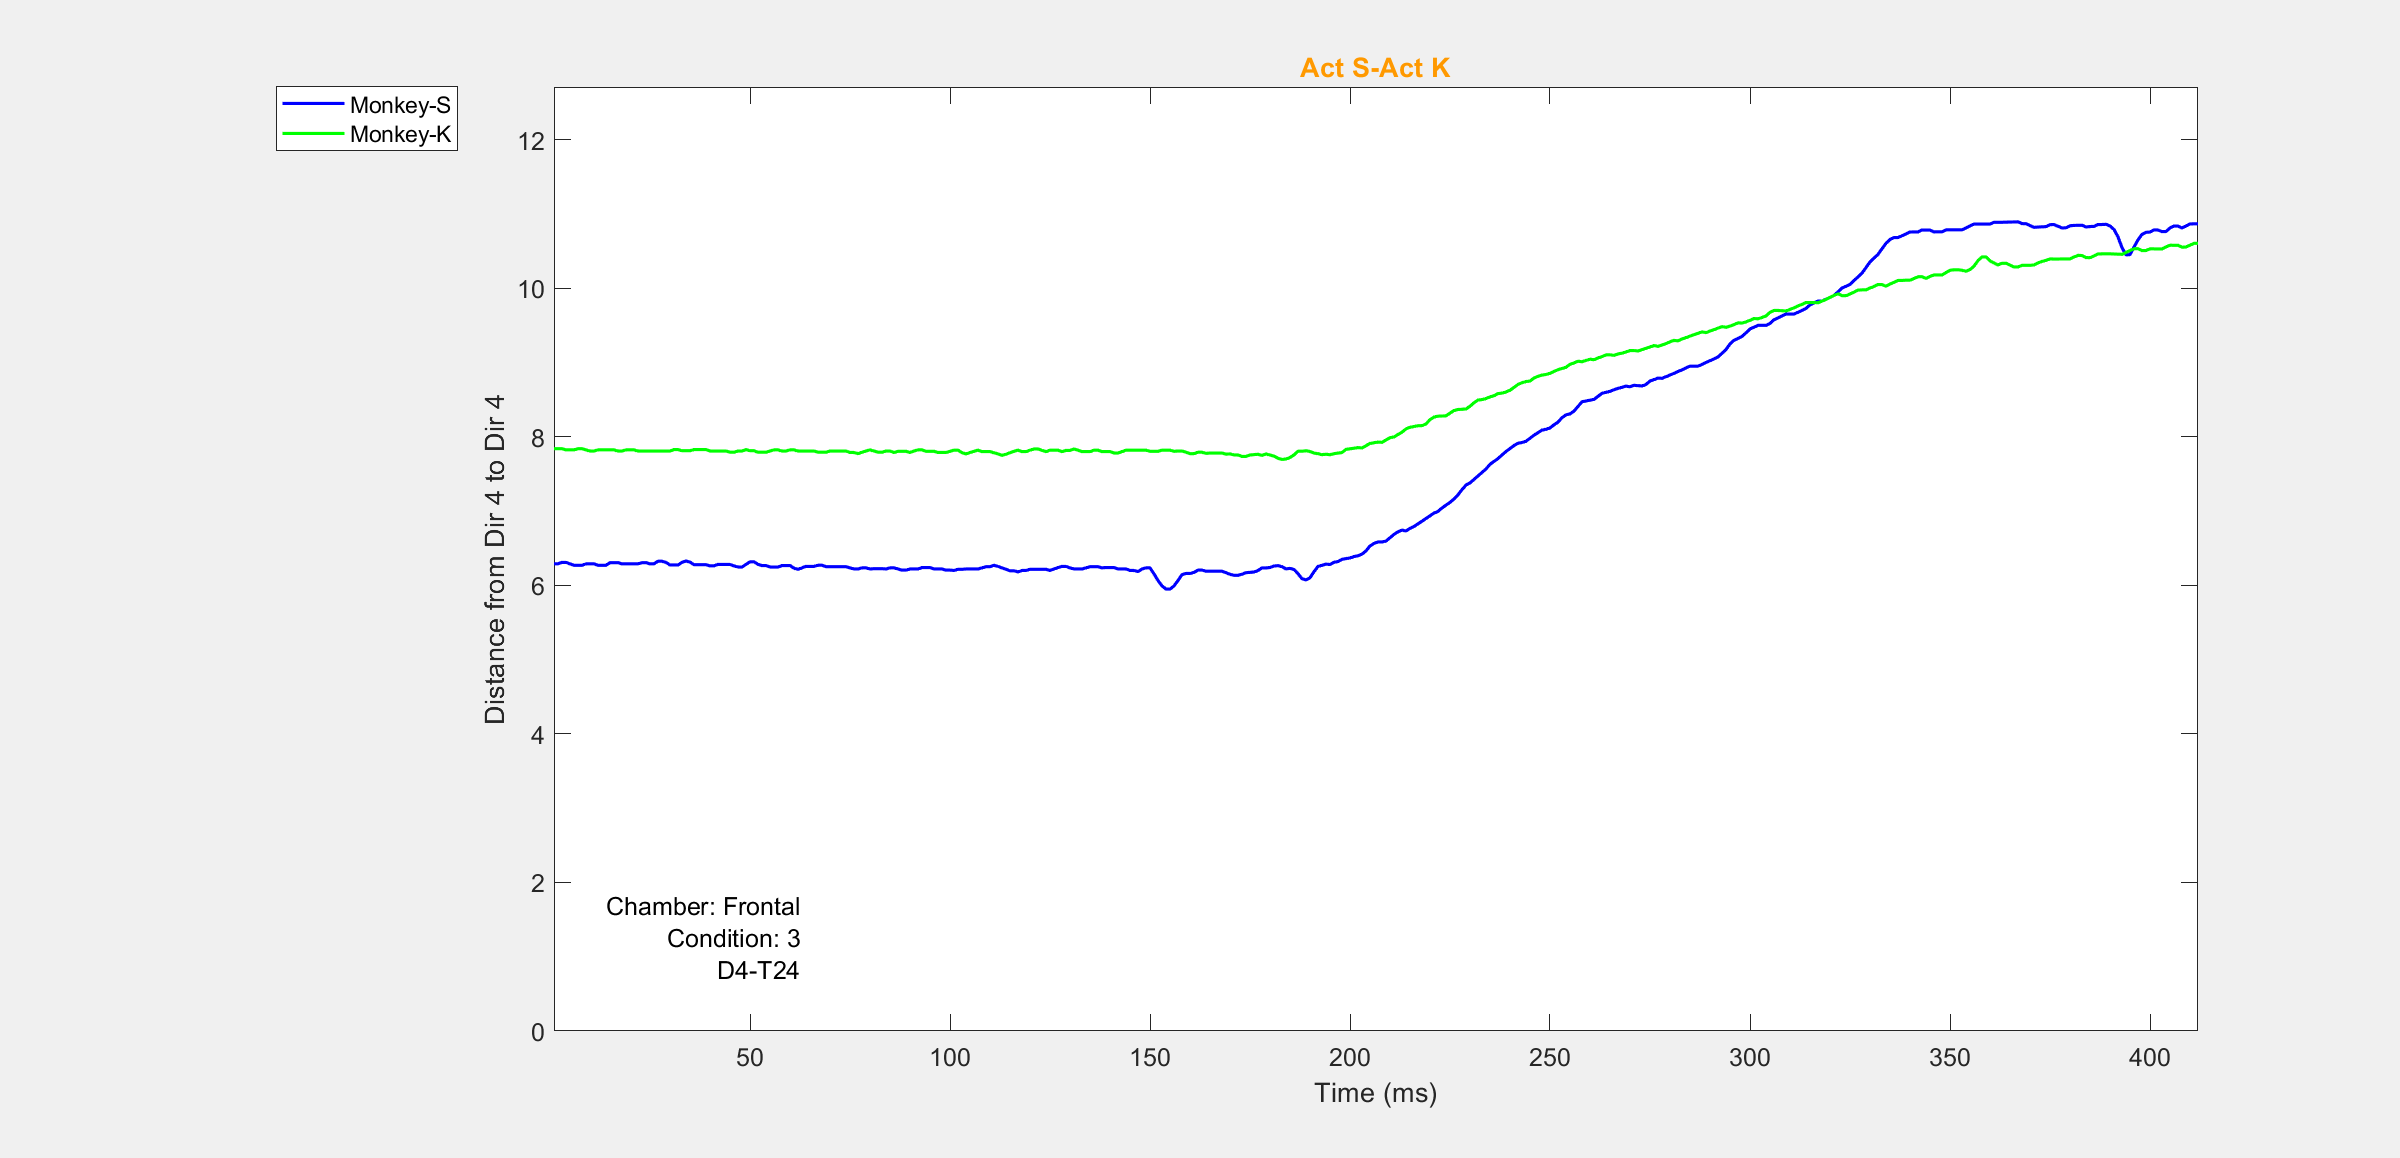 Act S-Act K
Monkey-S
Monkey-K
12
10
8
6
4
2
0
Distance from Dir 4 to Dir 4
Chamber: Frontal
Condition: 3
D4-T24
50 100 150 200 250 300 350 400
Time (ms)